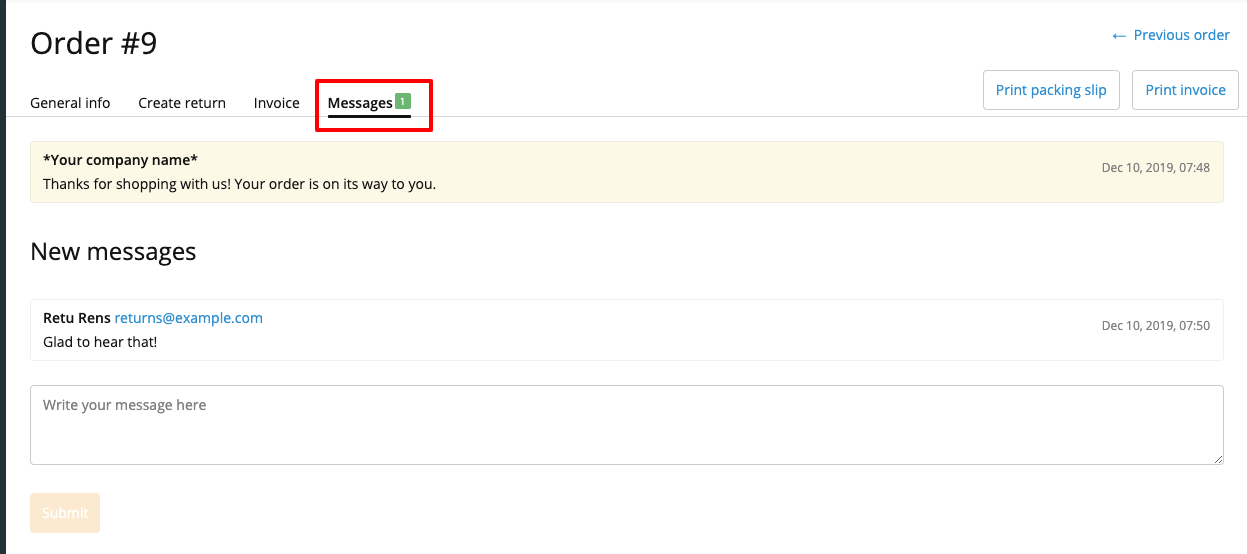 Order #9
← Previous order
General info
Create return
Invoice
Messages 1
Print packing slip
Print invoice
*Your company name*
Dec 10, 2019, 07:48
Thanks for shopping with us! Your order is on its way to you.
New messages
Retu Rens returns@example.com
Dec 10, 2019, 07:50
Glad to hear that!
Write your message here
Submit